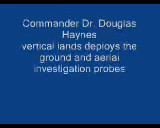 Commander Dr. Douglas
Haynes
vertical lands deploys the
ground and aerial
investigation probes